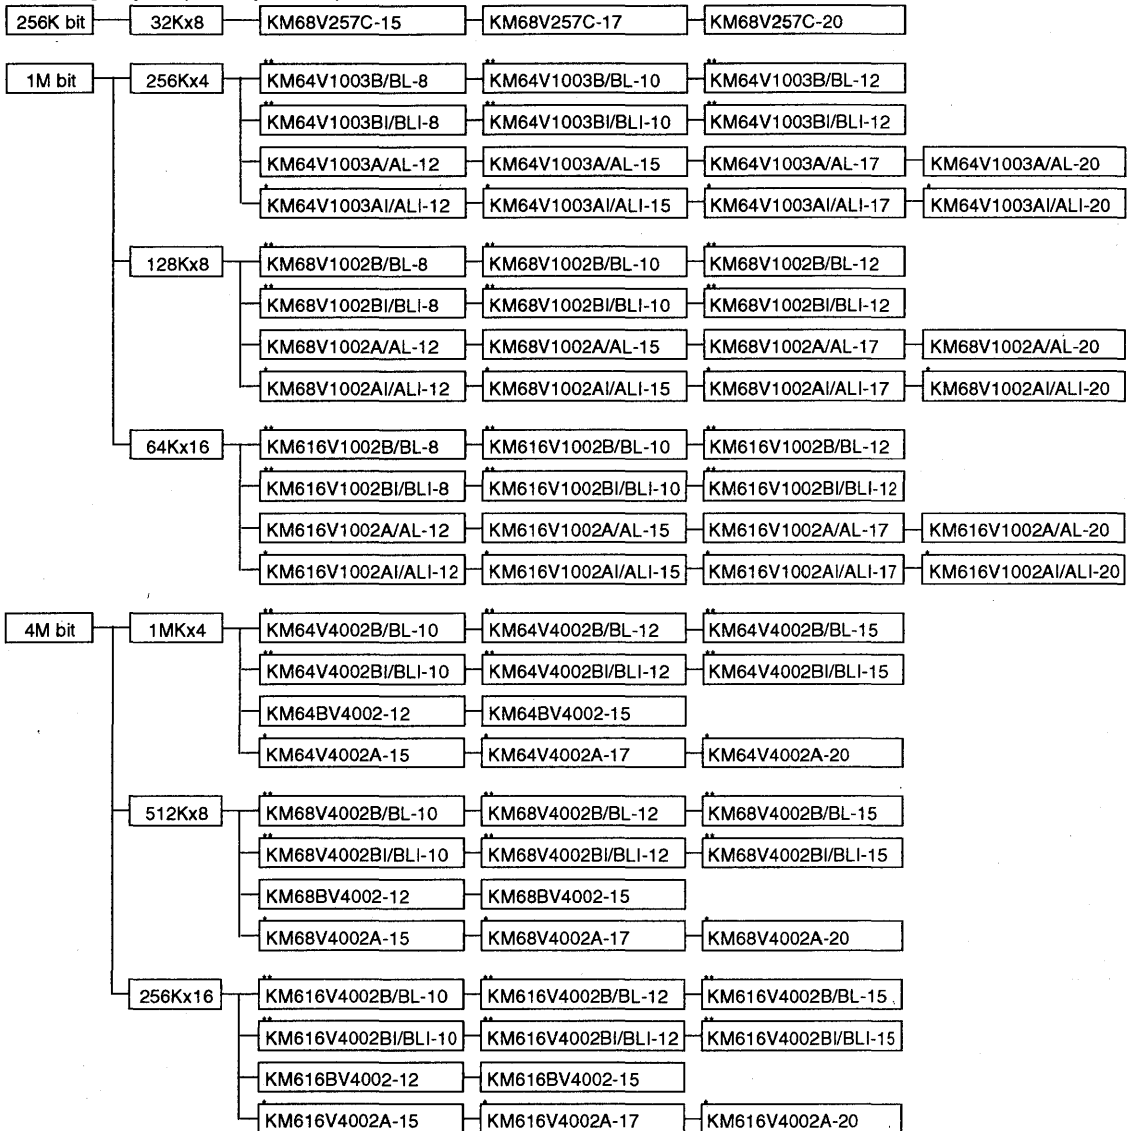 256K bit 32Kx8 KM68V257C-15 KM68V257C-17 KM68V257C-20
1M bit 256Kx4 **KM64V1003B/BL-8 **KM64V1003B/BL-10 **KM64V1003B/BL-12
**KM64V1003BI/BLI-8 **KM64V1003BI/BLI-10 **KM64V1003BI/BLI-12
KM64V1003A/AL-12 KM64V1003A/AL-15 KM64V1003A/AL-17 KM64V1003A/AL-20
*KM64V1003AI/ALI-12 *KM64V1003AI/ALI-15 *KM64V1003AI/ALI-17 *KM64V1003AI/ALI-20
128Kx8 **KM68V1002B/BL-8 **KM68V1002B/BL-10 **KM68V1002B/BL-12
**KM68V1002BI/BLI-8 **KM68V1002BI/BLI-10 **KM68V1002BI/BLI-12
KM68V1002A/AL-12 KM68V1002A/AL-15 KM68V1002A/AL-17 KM68V1002A/AL-20
*KM68V1002AI/ALI-12 *KM68V1002AI/ALI-15 *KM68V1002AI/ALI-17 *KM68V1002AI/ALI-20
64Kx16 **KM616V1002B/BL-8 **KM616V1002B/BL-10 **KM616V1002B/BL-12
**KM616V1002BI/BLI-8 **KM616V1002BI/BLI-10 **KM616V1002BI/BLI-12
KM616V1002A/AL-12 KM616V1002A/AL-15 KM616V1002A/AL-17 KM616V1002A/AL-20
*KM616V1002AI/ALI-12 *KM616V1002AI/ALI-15 *KM616V1002AI/ALI-17 *KM616V1002AI/ALI-20
4M bit 1MKx4 **KM64V4002B/BL-10 **KM64V4002B/BL-12 **KM64V4002B/BL-15
**KM64V4002BI/BLI-10 **KM64V4002BI/BLI-12 **KM64V4002BI/BLI-15
KM64BV4002-12 KM64BV4002-15
*KM64V4002A-15 *KM64V4002A-17 *KM64V4002A-20
512Kx8 **KM68V4002B/BL-10 **KM68V4002B/BL-12 **KM68V4002B/BL-15
**KM68V4002BI/BLI-10 **KM68V4002BI/BLI-12 **KM68V4002BI/BLI-15
KM68BV4002-12 KM68BV4002-15
*KM68V4002A-15 *KM68V4002A-17 *KM68V4002A-20
256Kx16 **KM616V4002B/BL-10 **KM616V4002B/BL-12 **KM616V4002B/BL-15
**KM616V4002BI/BLI-10 **KM616V4002BI/BLI-12 **KM616V4002BI/BLI-15
KM616BV4002-12 KM616BV4002-15
*KM616V4002A-15 *KM616V4002A-17 *KM616V4002A-20